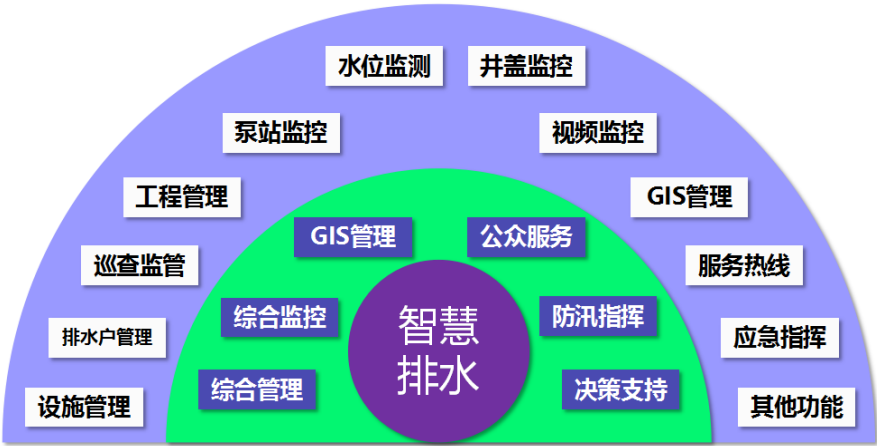 水位监测 井盖监控
泵站监控 视频监控
工程管理 GIS管理
GIS管理 公众服务
巡查监管 服务热线
综合监控 防汛指挥
智慧
排水
排水户管理 应急指挥
综合管理 决策支持
设施管理 其他功能